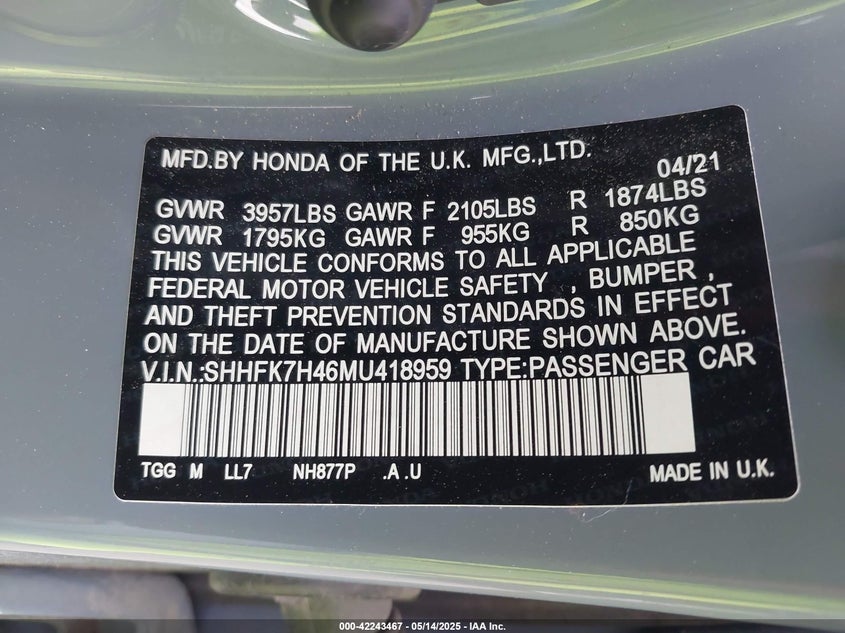 MFD.BY HONDA OF THE U.K. MFG.,LTD. 04/21
GVWR 3957LBS GAWR F 2105LBS R 1874LBS
GVWR 1795KG GAWR F 955KG R 850KG
THIS VEHICLE CONFORMS TO ALL APPLICABLE
FEDERAL MOTOR VEHICLE SAFETY , BUMPER ,
AND THEFT PREVENTION STANDARDS IN EFFECT
ON THE DATE OF MANUFACTURE SHOWN ABOVE.
V.I.N.:SHHFK7H46MU418959 TYPE:PASSENGER CAR
TGG M LL7 NH877P .A .U MADE IN U.K.
000-42243467 - 05/14/2025 - IAA Inc.